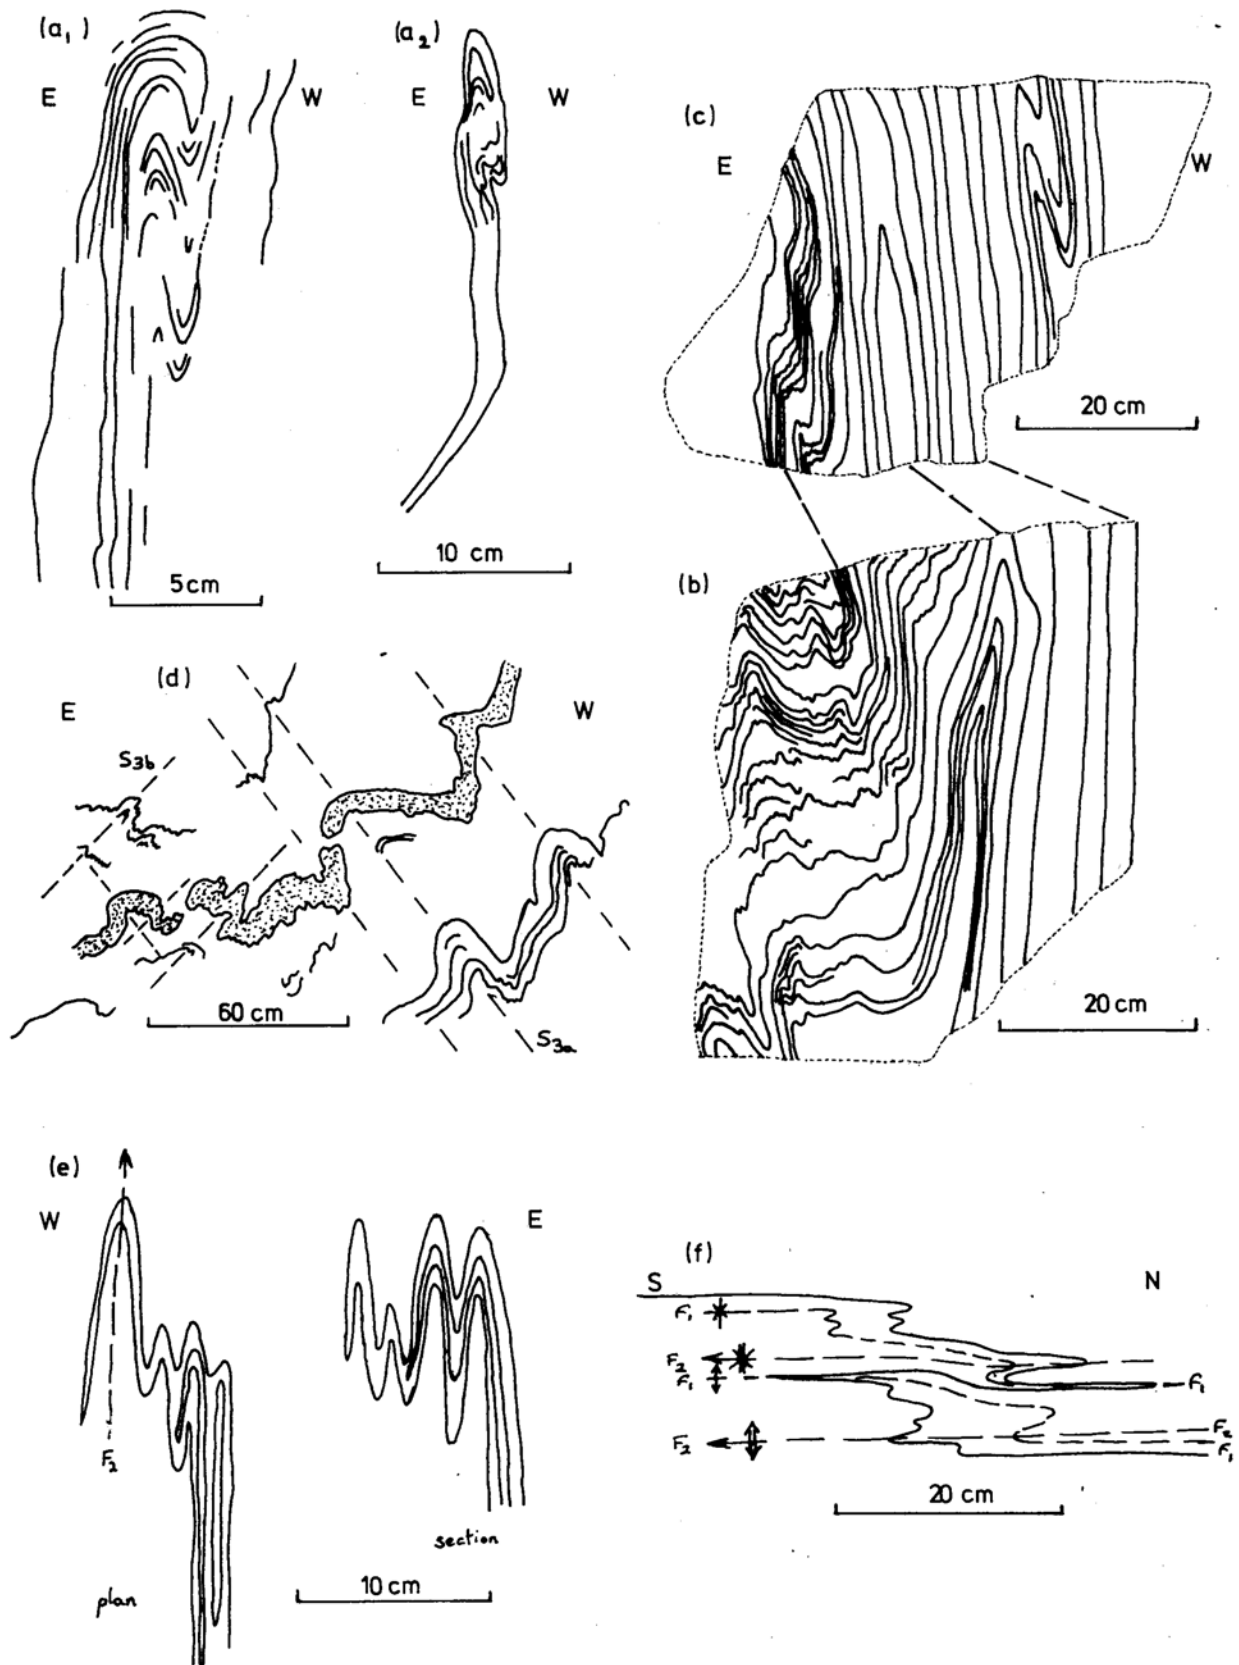 (a₁)
E
W
5cm
(a₂)
E
W
10 cm
(c)
E
W
20 cm
(b)
20 cm
(d)
E
W
S₃b
60 cm
S₃a
(e)
W
F₂
plan
E
section
10 cm
(f)
S
N
F₁
F₂
F₁
F₁
F₂
F₂
F₁
20 cm